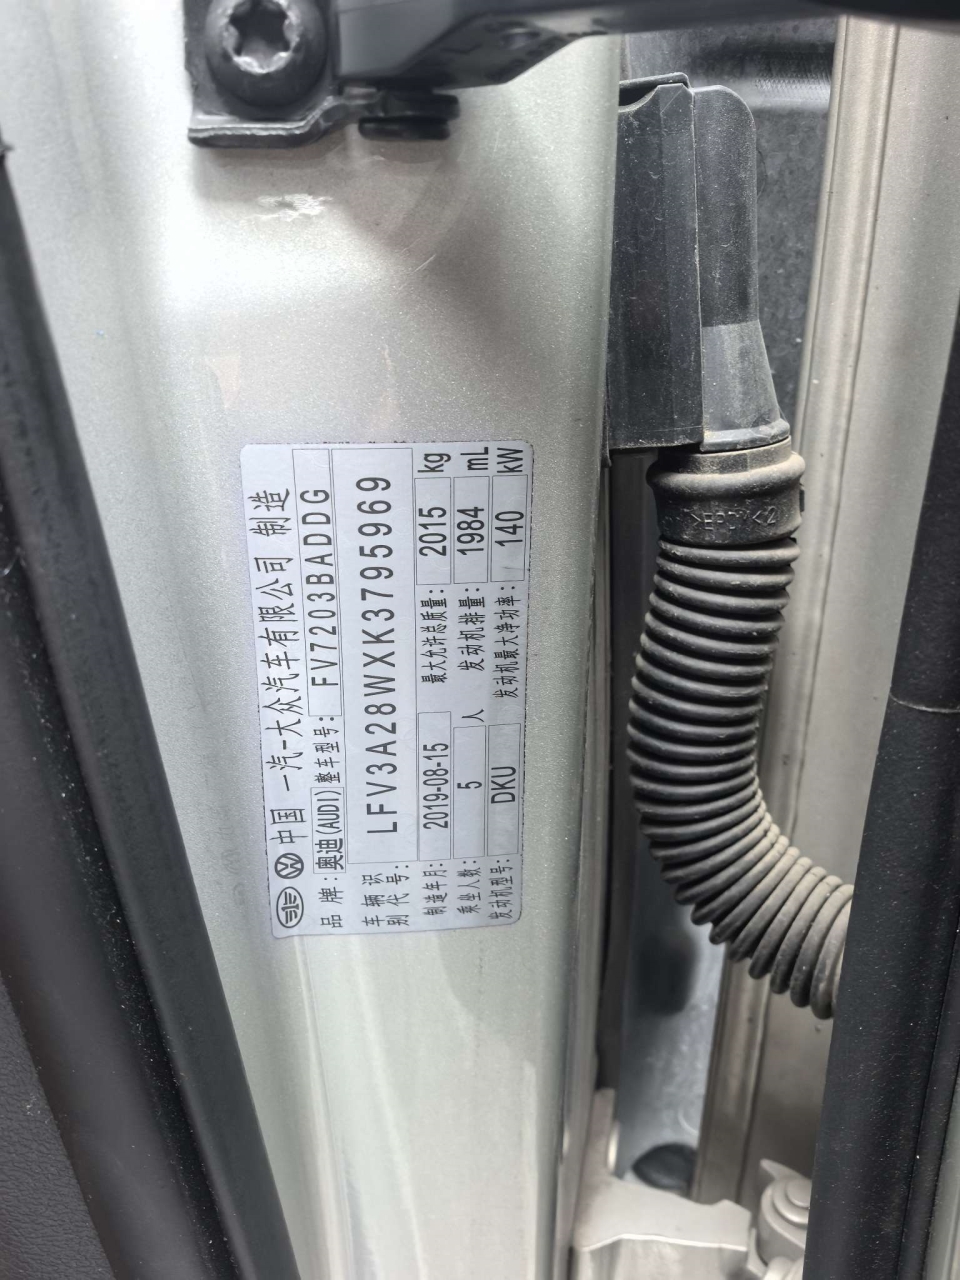 中国 一汽-大众汽车有限公司 制造
品 牌: 奥迪(AUDI) 整车型号: FV7203BADDG
车辆识别代号: LFV3A28WXK3795969
制造年月: 2019-08-15 最大允许总质量: 2015 kg
乘坐人数: 5 人 发动机排量: 1984 mL
发动机型号: DKU 发动机最大净功率: 140 kW